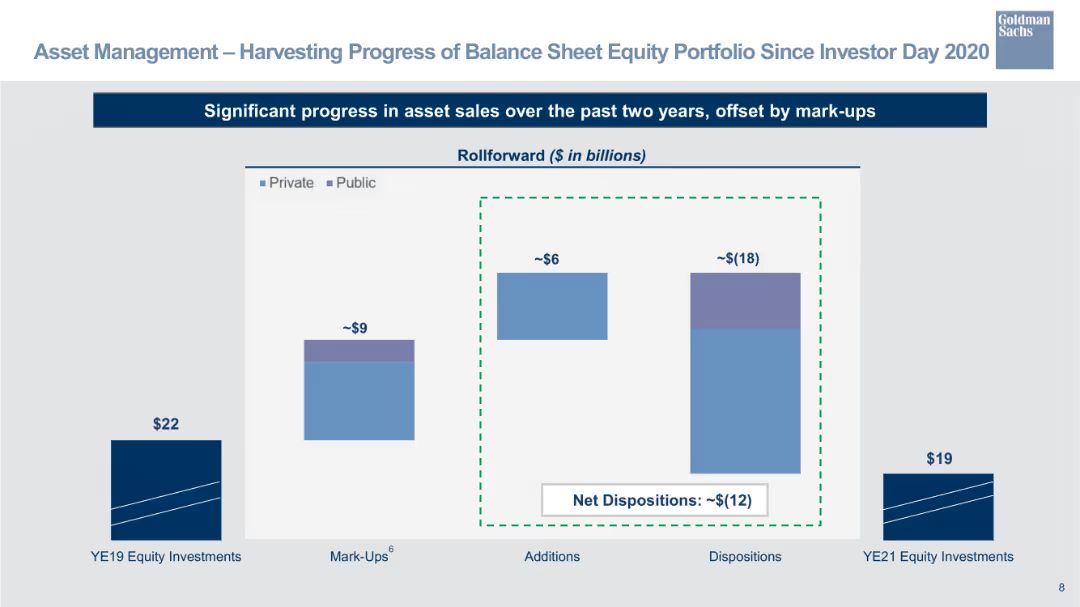 Goldman
Sachs
Asset Management – Harvesting Progress of Balance Sheet Equity Portfolio Since Investor Day 2020
Significant progress in asset sales over the past two years, offset by mark-ups
Rollforward ($ in billions)
Private Public
~$6
~$(18)
~$9
$22
$19
Net Dispositions: ~$(12)
YE19 Equity Investments
Mark-Ups6
Additions
Dispositions
YE21 Equity Investments
8